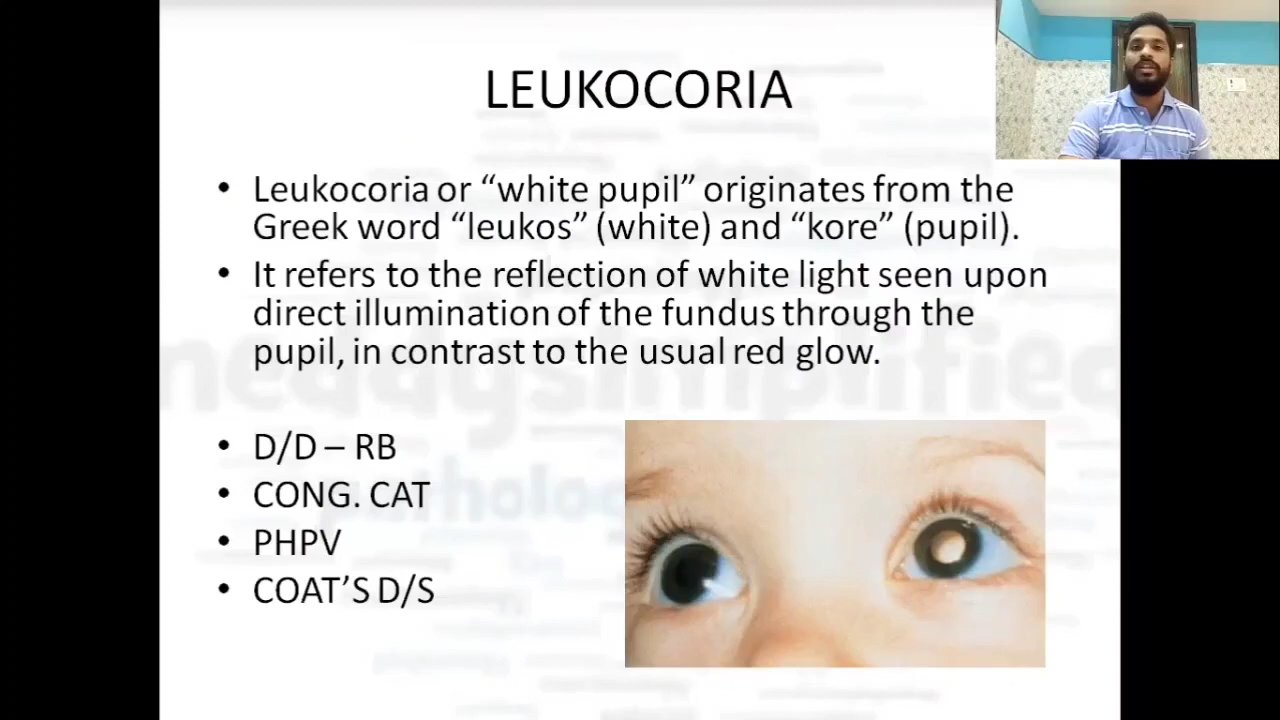 LEUKOCORIA
• Leukocoria or “white pupil” originates from the
Greek word “leukos” (white) and “kore” (pupil).
• It refers to the reflection of white light seen upon
direct illumination of the fundus through the
pupil, in contrast to the usual red glow.
• D/D – RB
• CONG. CAT
• PHPV
• COAT’S D/S